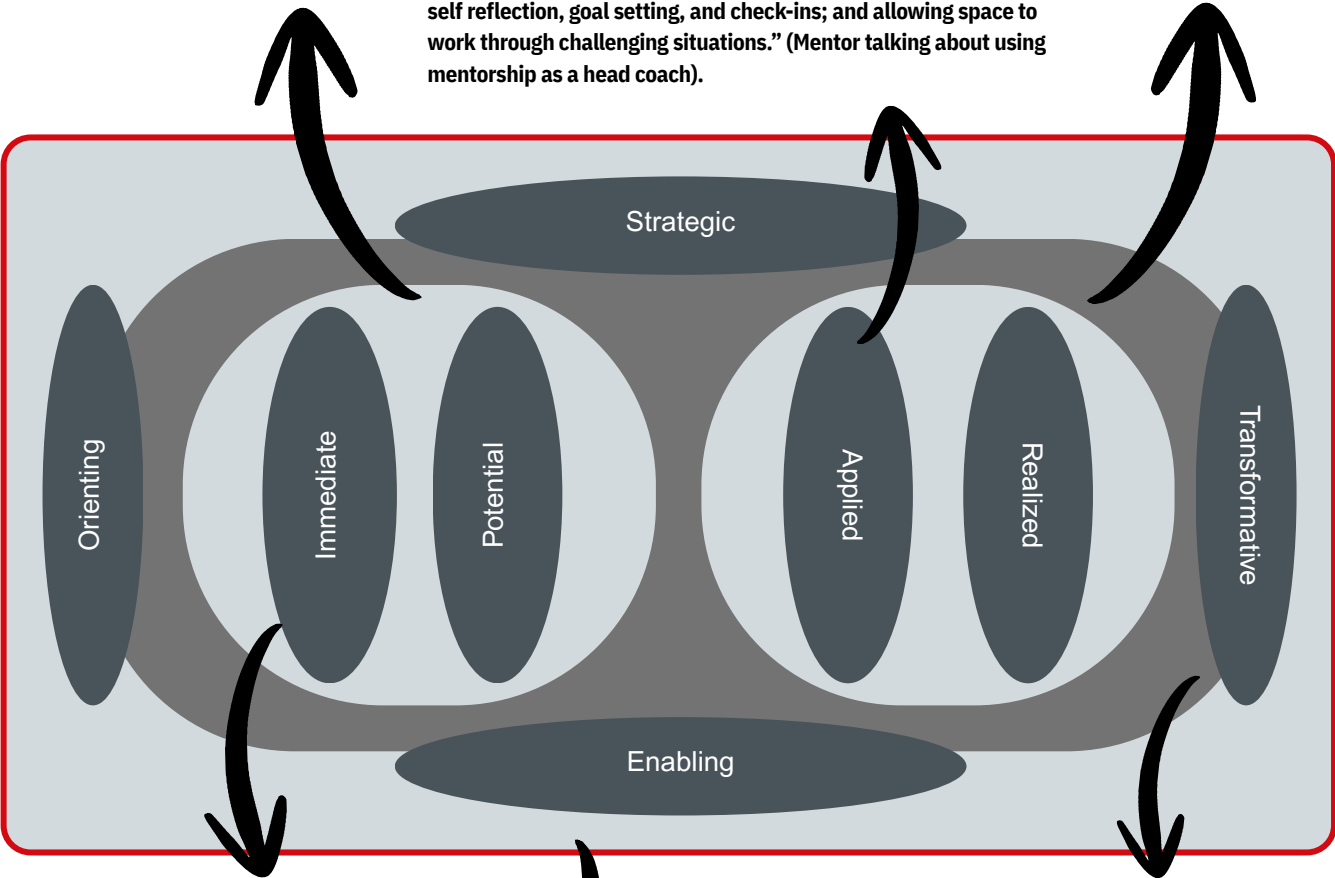 self reflection, goal setting, and check-ins; and allowing space to
work through challenging situations.” (Mentor talking about using
mentorship as a head coach).
Strategic
Orienting
Immediate
Potential
Applied
Realized
Transformative
Enabling